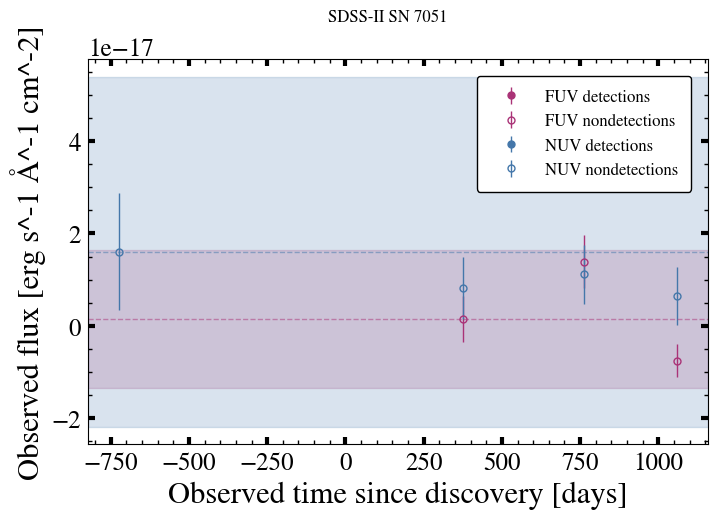 SDSS-II SN 7051
1e−17
Observed flux [erg s^-1 Å^-1 cm^-2]
4
2
0
−2
FUV detections
FUV nondetections
NUV detections
NUV nondetections
−750 −500 −250 0 250 500 750 1000
Observed time since discovery [days]